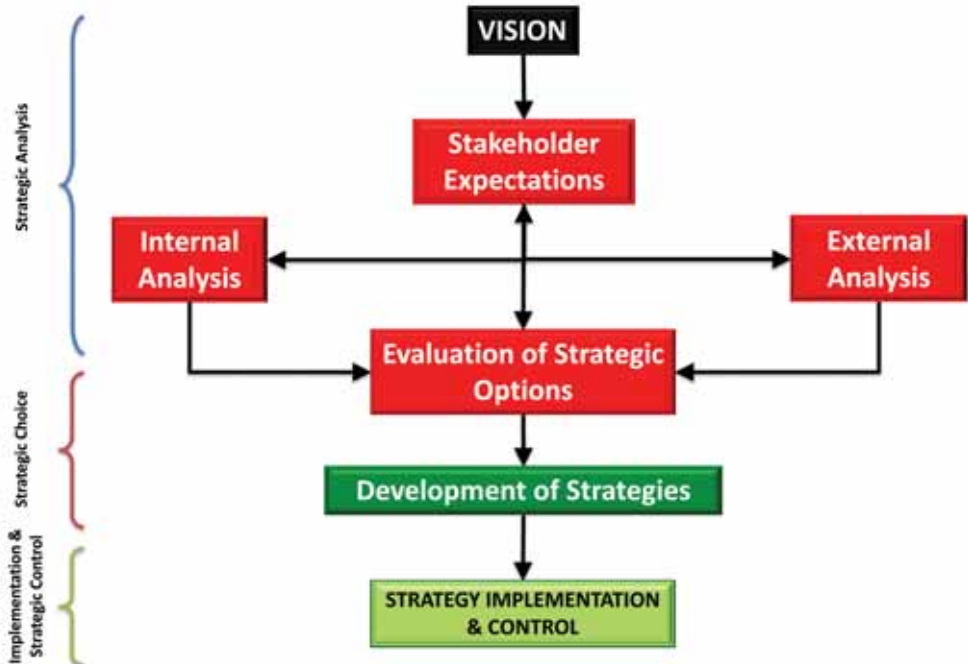 VISION
Strategic Analysis
Stakeholder
Expectations
Internal
Analysis
External
Analysis
Evaluation of Strategic
Options
Strategic Choice
Development of Strategies
Implementation &
Strategic Control
STRATEGY IMPLEMENTATION
& CONTROL